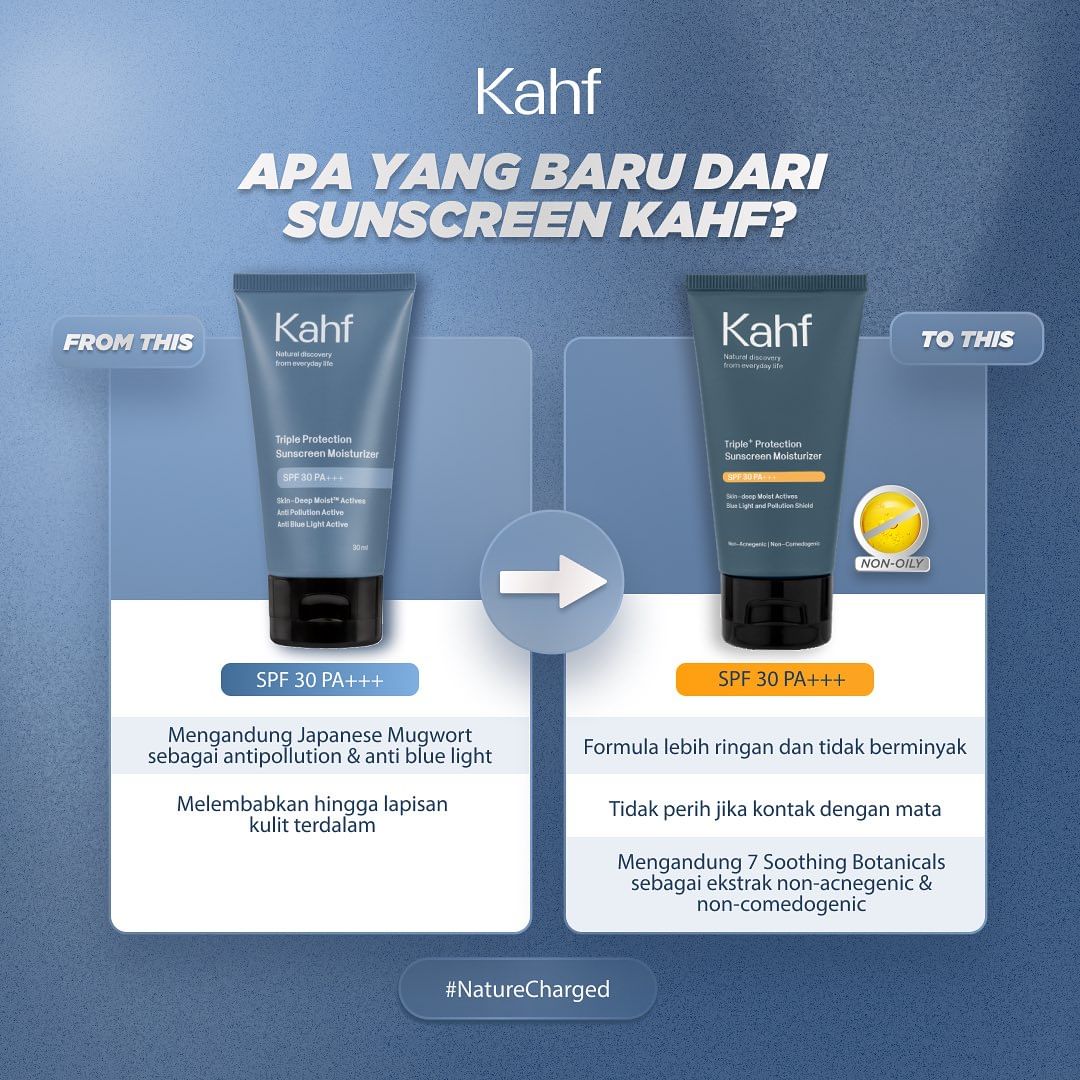 Kahf
APA YANG BARU DARI
SUNSCREEN KAHF?
FROM THIS
Kahf
Natural discovery
from everyday life
Triple Protection
Sunscreen Moisturizer
SPF 30 PA+++
Skin-Deep Moist™ Actives
Anti Pollution Active
Anti Blue Light Active
30 ml
SPF 30 PA+++
Mengandung Japanese Mugwort
sebagai antipollution & anti blue light
Melembabkan hingga lapisan
kulit terdalam
TO THIS
Kahf
Natural discovery
from everyday life
Triple⁺ Protection
Sunscreen Moisturizer
SPF 30 PA+++
Skin-deep Moist Actives
Blue Light and Pollution Shield
Non-Acnegenic | Non-Comedogenic
NON-OILY
SPF 30 PA+++
Formula lebih ringan dan tidak berminyak
Tidak perih jika kontak dengan mata
Mengandung 7 Soothing Botanicals
sebagai ekstrak non-acnegenic &
non-comedogenic
#NatureCharged